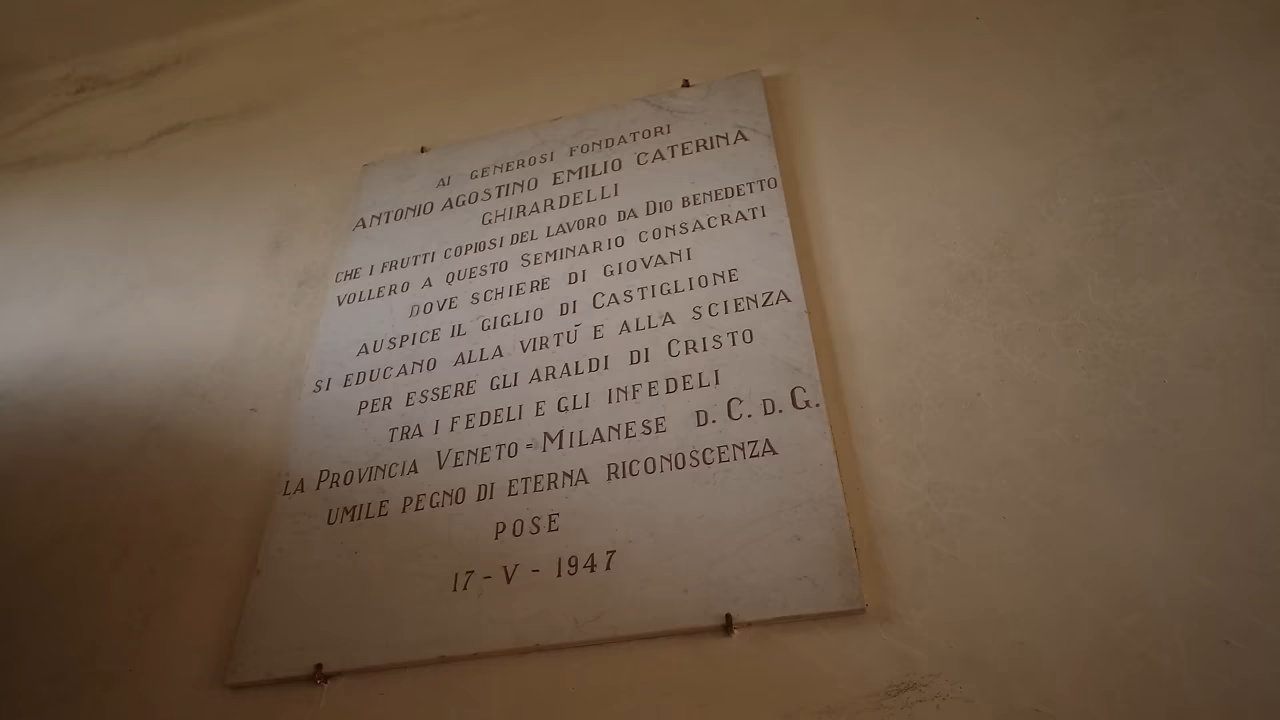 AI GENEROSI FONDATORI
ANTONIO AGOSTINO EMILIO CATERINA
GHIRARDELLI
CHE I FRUTTI COPIOSI DEL LAVORO DA DIO BENEDETTO
VOLLERO A QUESTO SEMINARIO CONSACRATI
DOVE SCHIERE DI GIOVANI
AUSPICE IL GIGLIO DI CASTIGLIONE
SI EDUCANO ALLA VIRTÚ E ALLA SCIENZA
PER ESSERE GLI ARALDI DI CRISTO
TRA I FEDELI E GLI INFEDELI
LA PROVINCIA VENETO=MILANESE D. C. D. G.
UMILE PEGNO DI ETERNA RICONOSCENZA
POSE
17-V-1947